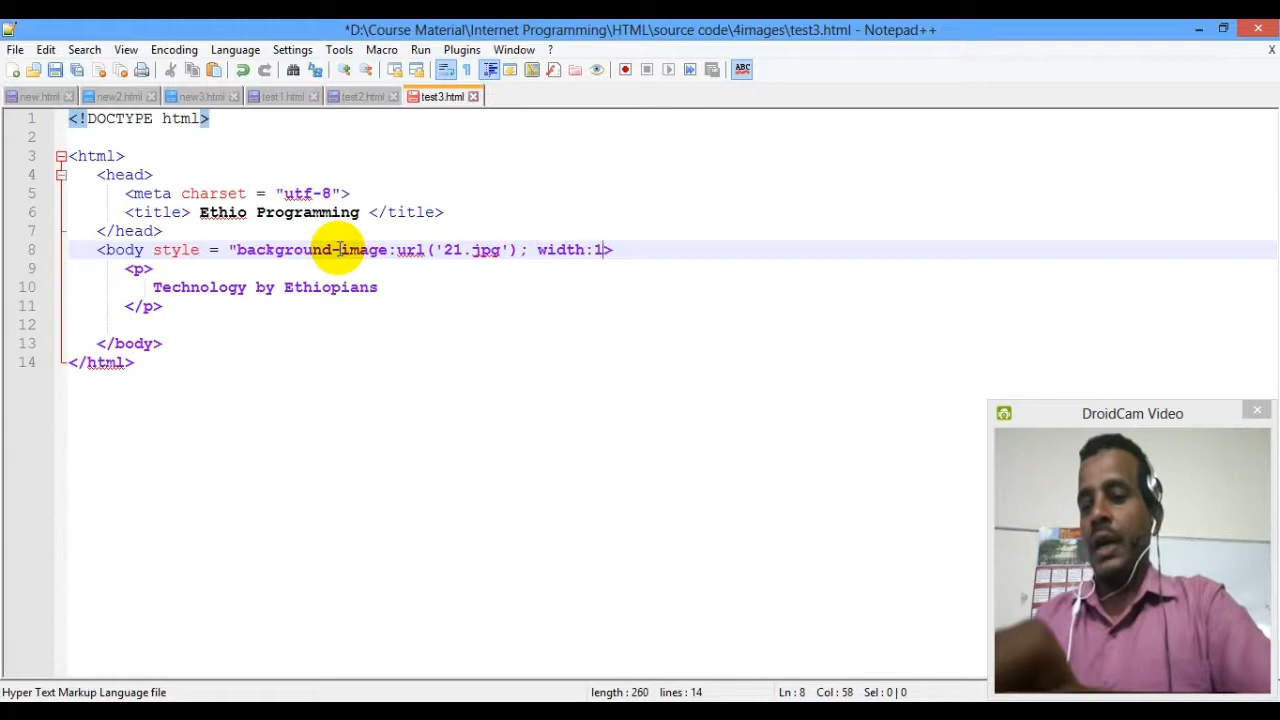 *D:\Course Material\Internet Programming\HTML\source code\4images\test3.html - Notepad++
File Edit Search View Encoding Language Settings Tools Macro Run Plugins Window ? X
ABC
new.html new2.html new3.html test1.html test2.html test3.html
1 <!DOCTYPE html>
2
3 <html>
4 <head>
5 <meta charset = "utf-8">
6 <title> Ethio Programming </title>
7 </head>
8 <body style = "background-image:url('21.jpg'); width:1>
9 <p>
10 Technology by Ethiopians
11 </p>
12
13 </body>
14 </html>
DroidCam Video
Hyper Text Markup Language file length : 260 lines : 14 Ln : 8 Col : 58 Sel : 0 | 0